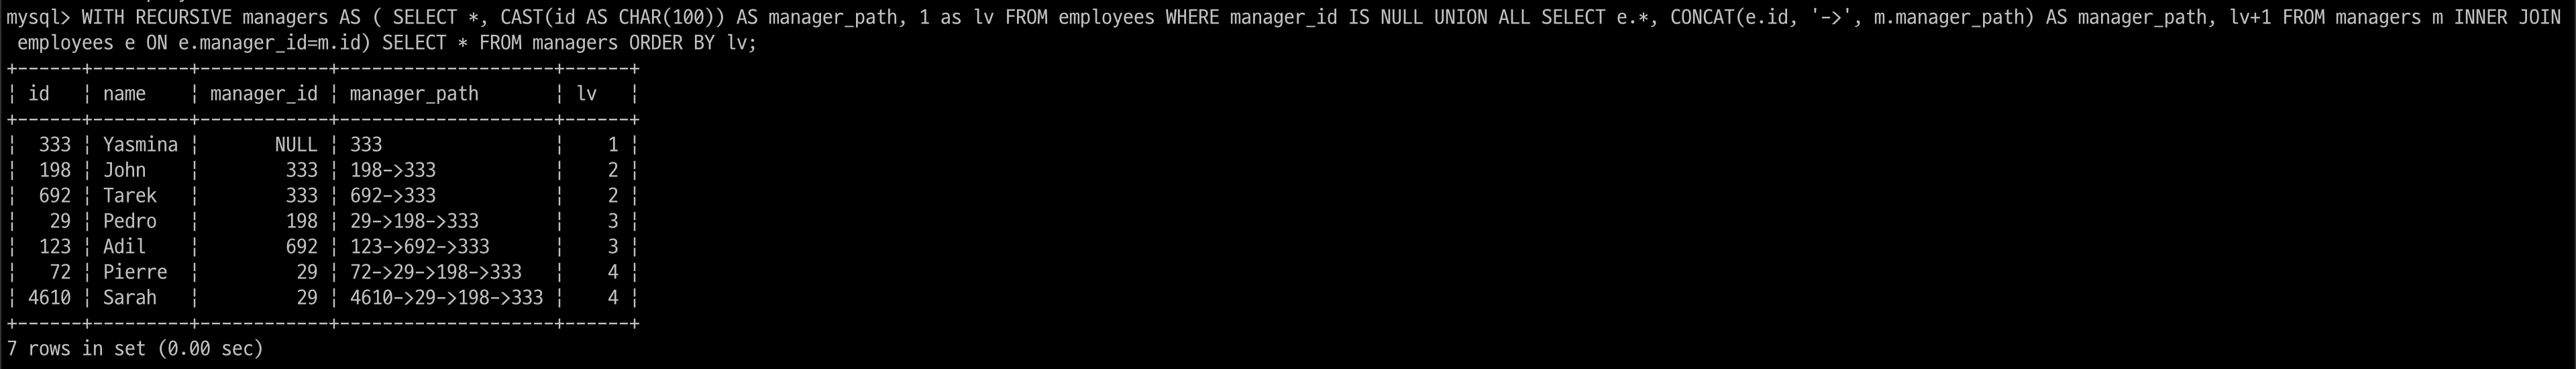 mysql> WITH RECURSIVE managers AS ( SELECT *, CAST(id AS CHAR(100)) AS manager_path, 1 as lv FROM employees WHERE manager_id IS NULL UNION ALL SELECT e.*, CONCAT(e.id, '->', m.manager_path) AS manager_path, lv+1 FROM managers m INNER JOIN
 employees e ON e.manager_id=m.id) SELECT * FROM managers ORDER BY lv;
+------+---------+------------+--------------------+------+
| id   | name    | manager_id | manager_path       | lv   |
+------+---------+------------+--------------------+------+
|  333 | Yasmina |       NULL | 333                |    1 |
|  198 | John    |        333 | 198->333           |    2 |
|  692 | Tarek   |        333 | 692->333           |    2 |
|   29 | Pedro   |        198 | 29->198->333       |    3 |
|  123 | Adil    |        692 | 123->692->333      |    3 |
|   72 | Pierre  |         29 | 72->29->198->333   |    4 |
| 4610 | Sarah   |         29 | 4610->29->198->333 |    4 |
+------+---------+------------+--------------------+------+
7 rows in set (0.00 sec)